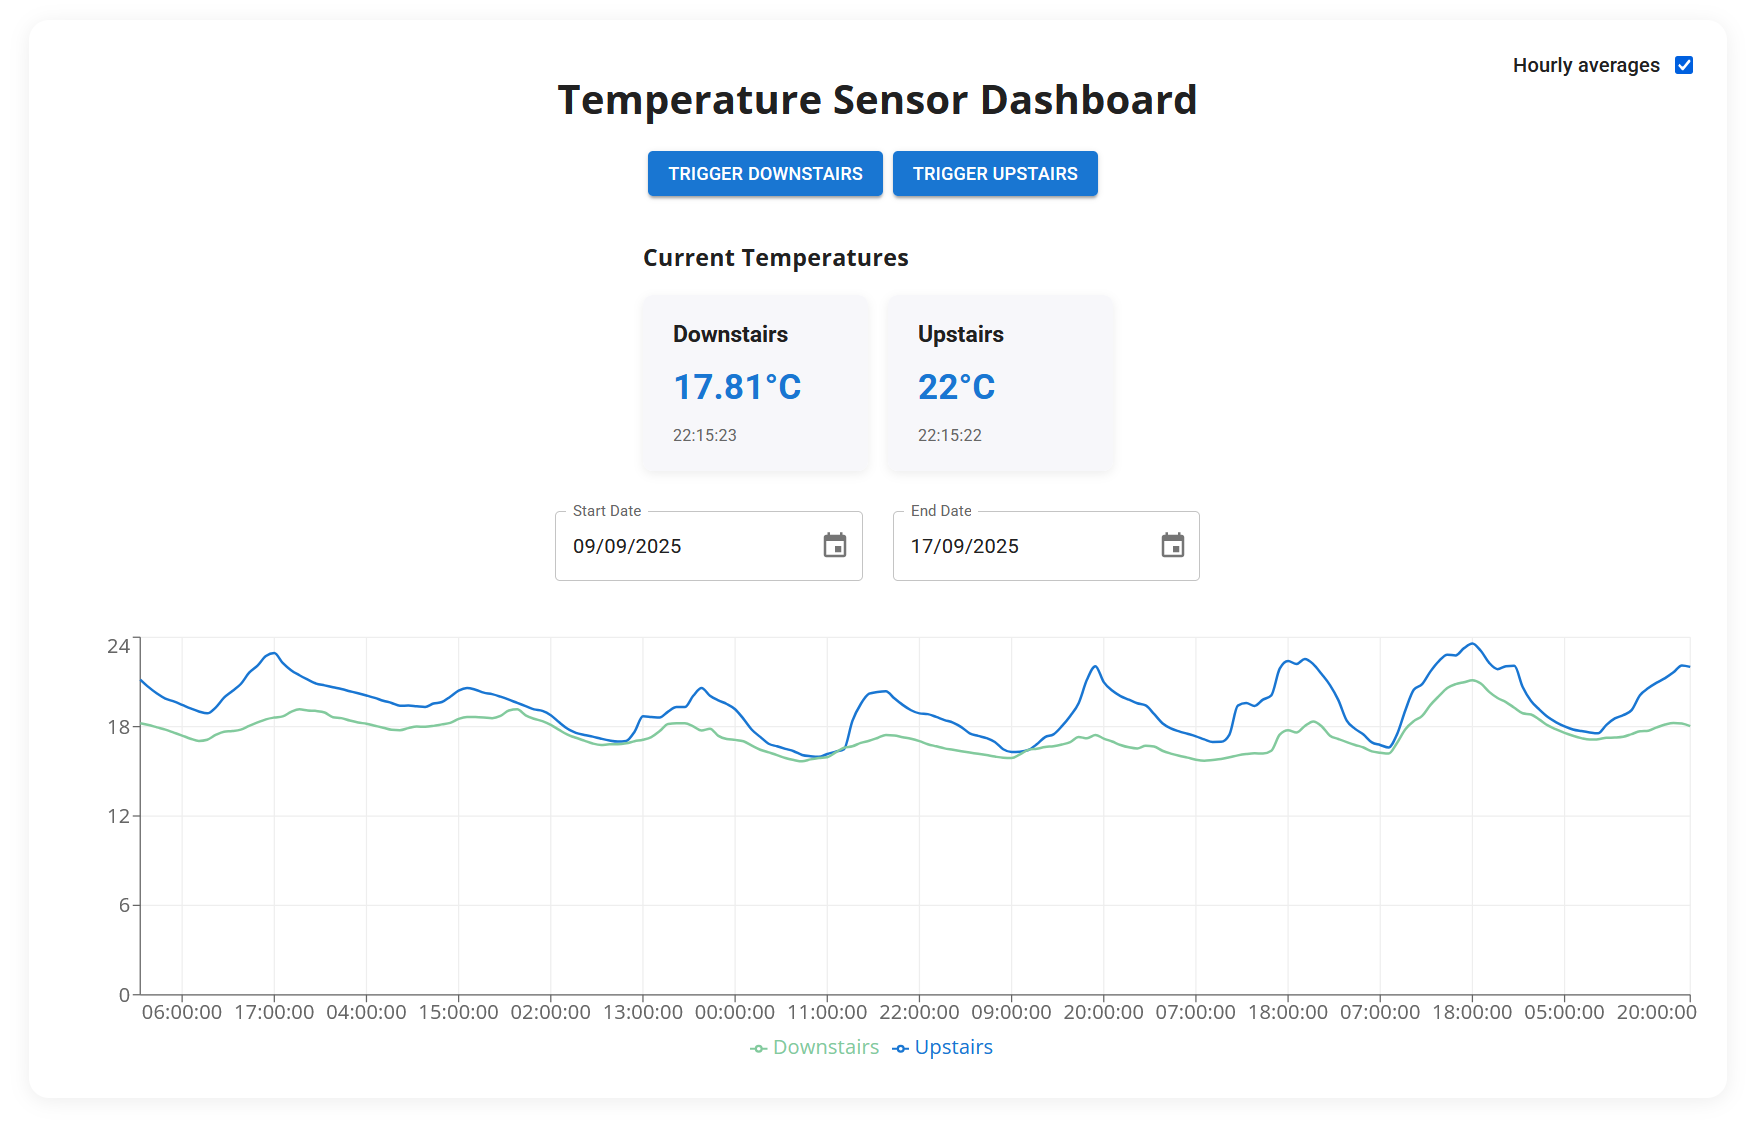 Hourly averages
Temperature Sensor Dashboard
TRIGGER DOWNSTAIRS TRIGGER UPSTAIRS
Current Temperatures
Downstairs
17.81°C
22:15:23
Upstairs
22°C
22:15:22
Start Date
09/09/2025
End Date
17/09/2025
24
18
12
6
0
06:00:00 17:00:00 04:00:00 15:00:00 02:00:00 13:00:00 00:00:00 11:00:00 22:00:00 09:00:00 20:00:00 07:00:00 18:00:00 07:00:00 18:00:00 05:00:00 20:00:00
Downstairs Upstairs